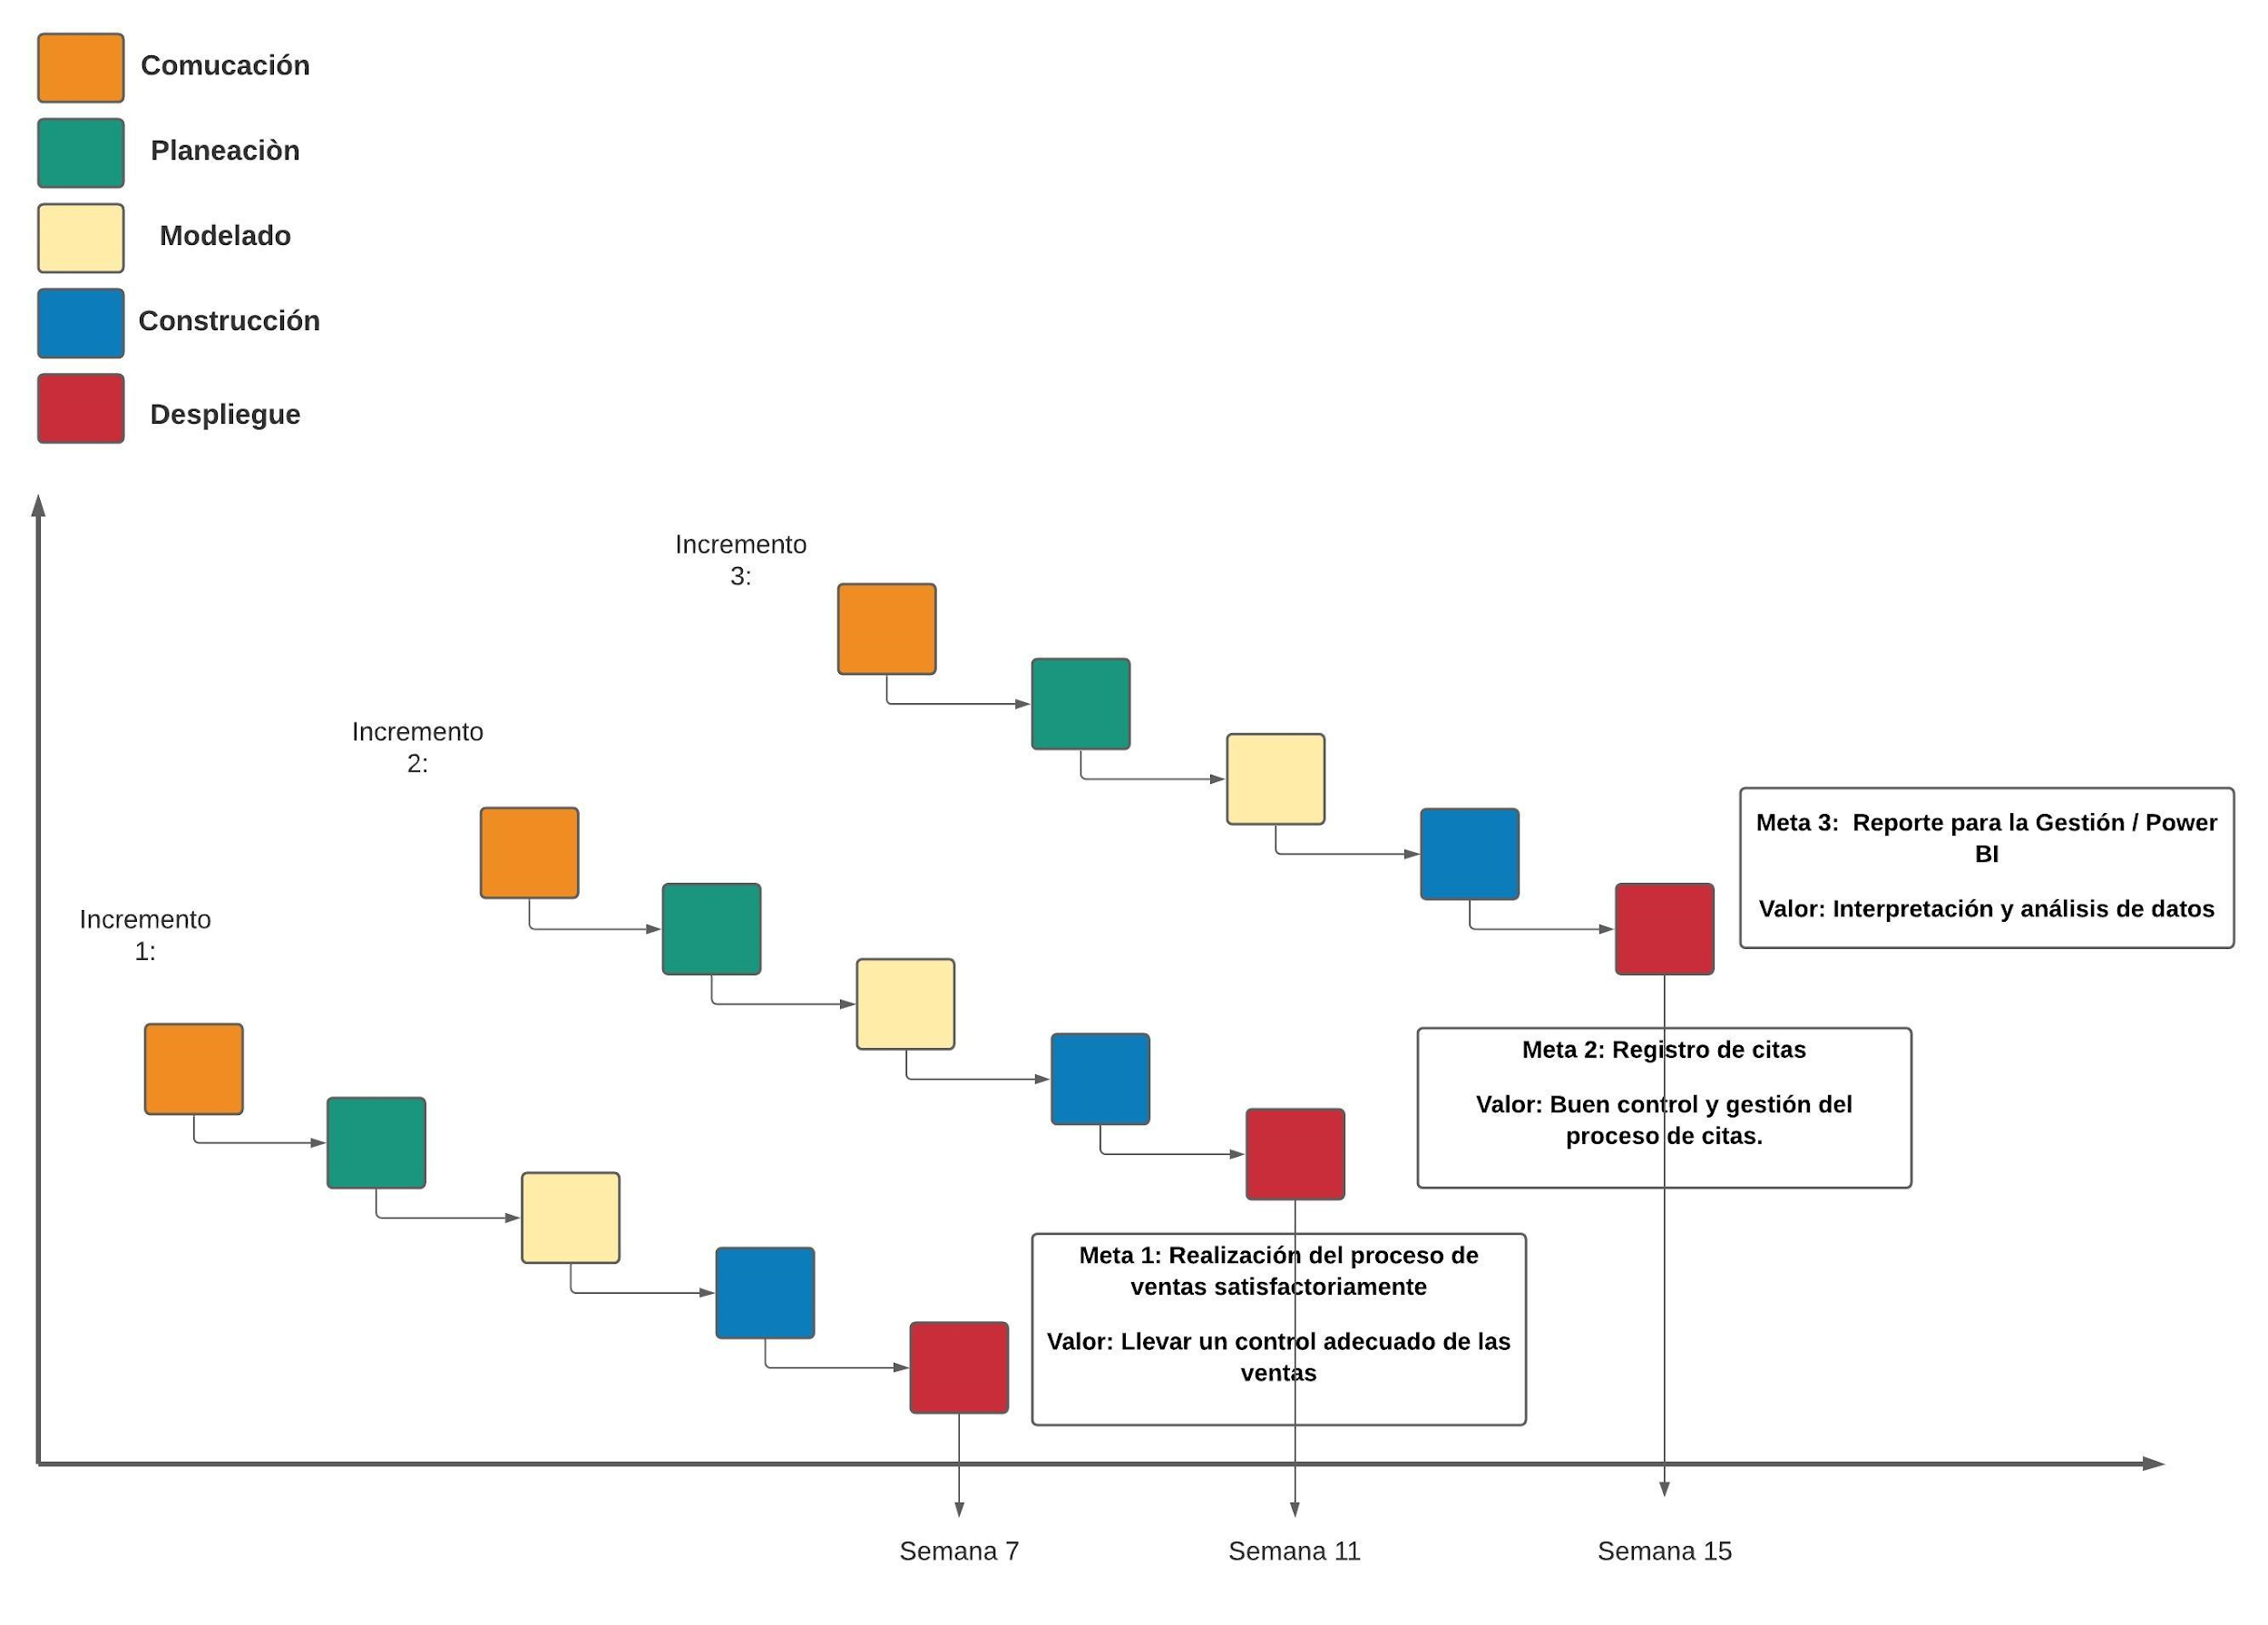 Comucación
Planeaciòn
Modelado
Construcción
Despliegue
Incremento
3:
Incremento
2:
Meta 3:  Reporte para la Gestión / Power
BI
Valor: Interpretación y análisis de datos
Incremento
1:
Meta 2: Registro de citas
Valor: Buen control y gestión del
proceso de citas.
Meta 1: Realización del proceso de
ventas satisfactoriamente
Valor: Llevar un control adecuado de las
ventas
Semana 7
Semana 11
Semana 15